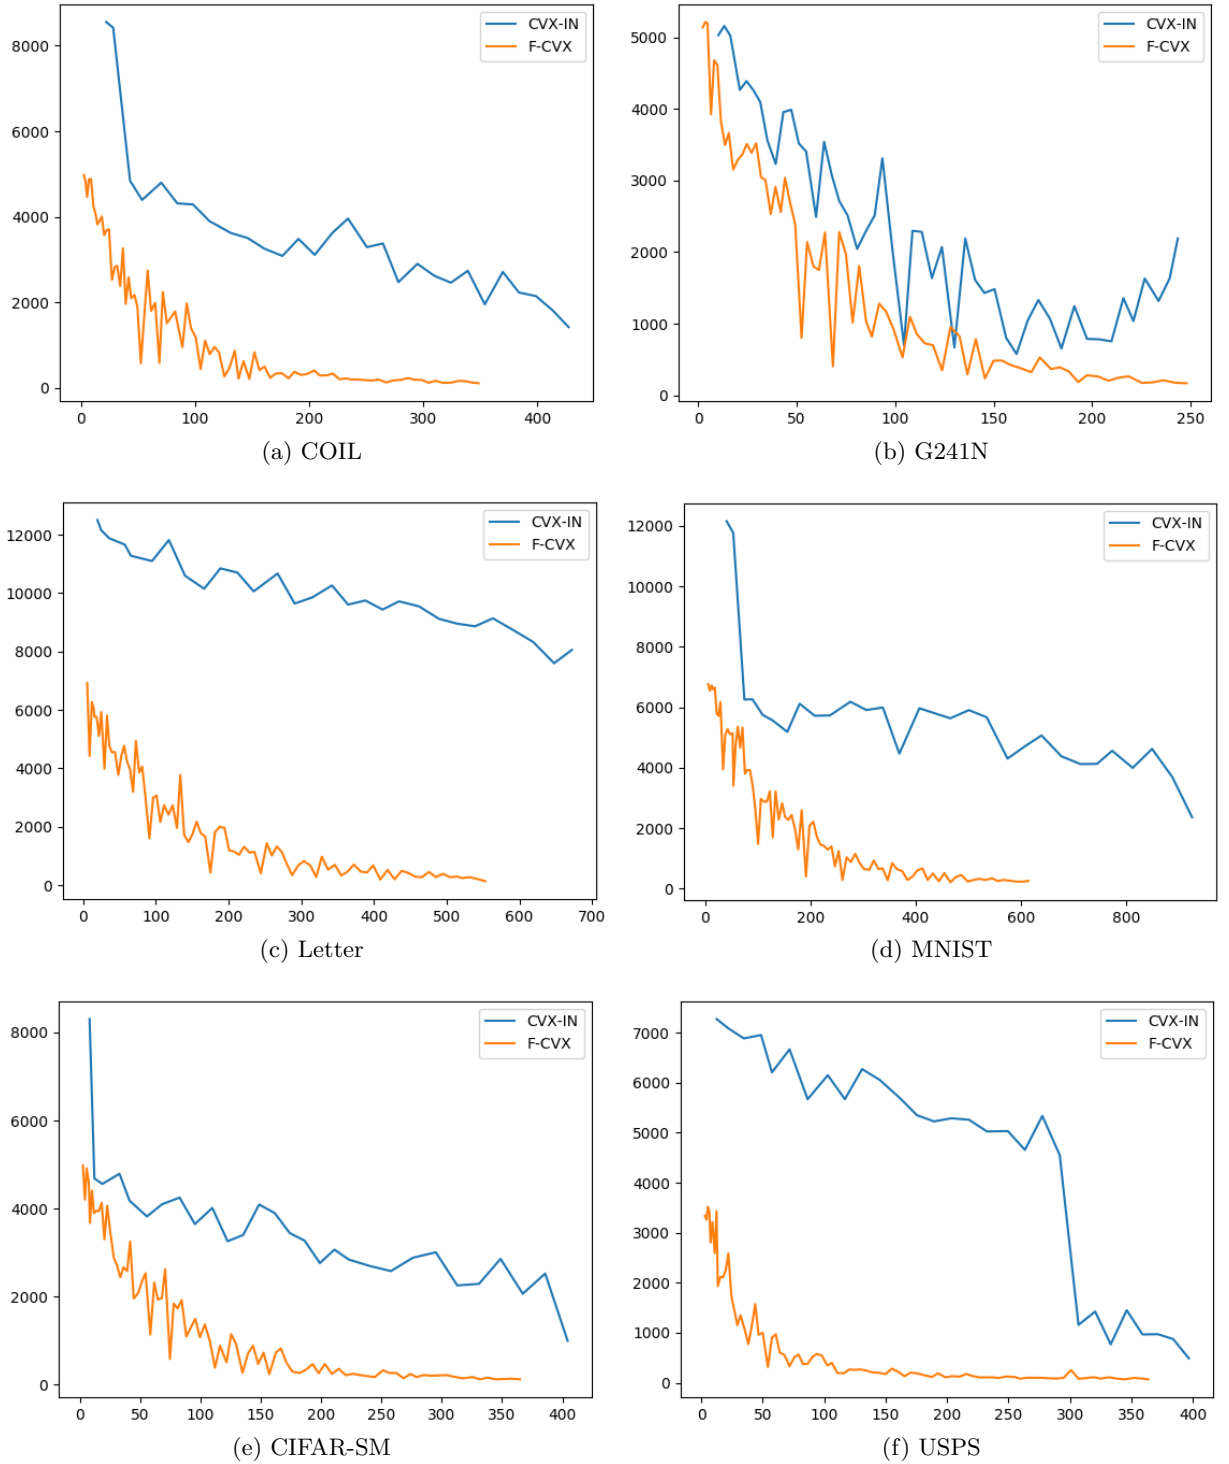 CVX-IN
F-CVX
8000
6000
4000
2000
0
0 100 200 300 400
(a) COIL
CVX-IN
F-CVX
5000
4000
3000
2000
1000
0
0 50 100 150 200 250
(b) G241N
CVX-IN
F-CVX
12000
10000
8000
6000
4000
2000
0
0 100 200 300 400 500 600 700
(c) Letter
CVX-IN
F-CVX
12000
10000
8000
6000
4000
2000
0
0 200 400 600 800
(d) MNIST
CVX-IN
F-CVX
8000
6000
4000
2000
0
0 50 100 150 200 250 300 350 400
(e) CIFAR-SM
CVX-IN
F-CVX
7000
6000
5000
4000
3000
2000
1000
0
0 50 100 150 200 250 300 350 400
(f) USPS